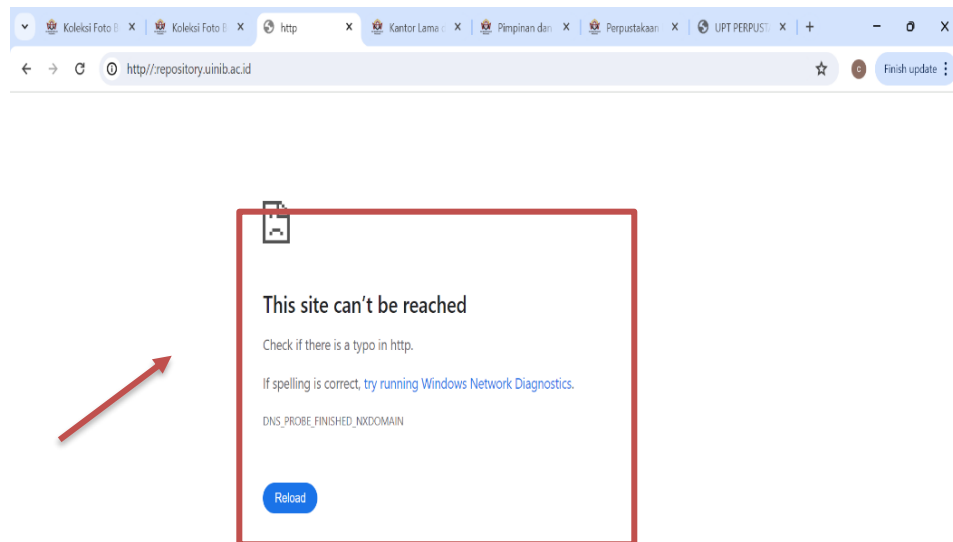 Koleksi Foto B
Koleksi Foto B
http
Kantor Lama d
Pimpinan dan
Perpustakaan
UPT PERPUST
http//:repository.uinib.ac.id
C
Finish update
This site can't be reached
Check if there is a typo in http.
If spelling is correct, try running Windows Network Diagnostics.
DNS_PROBE_FINISHED_NXDOMAIN
Reload